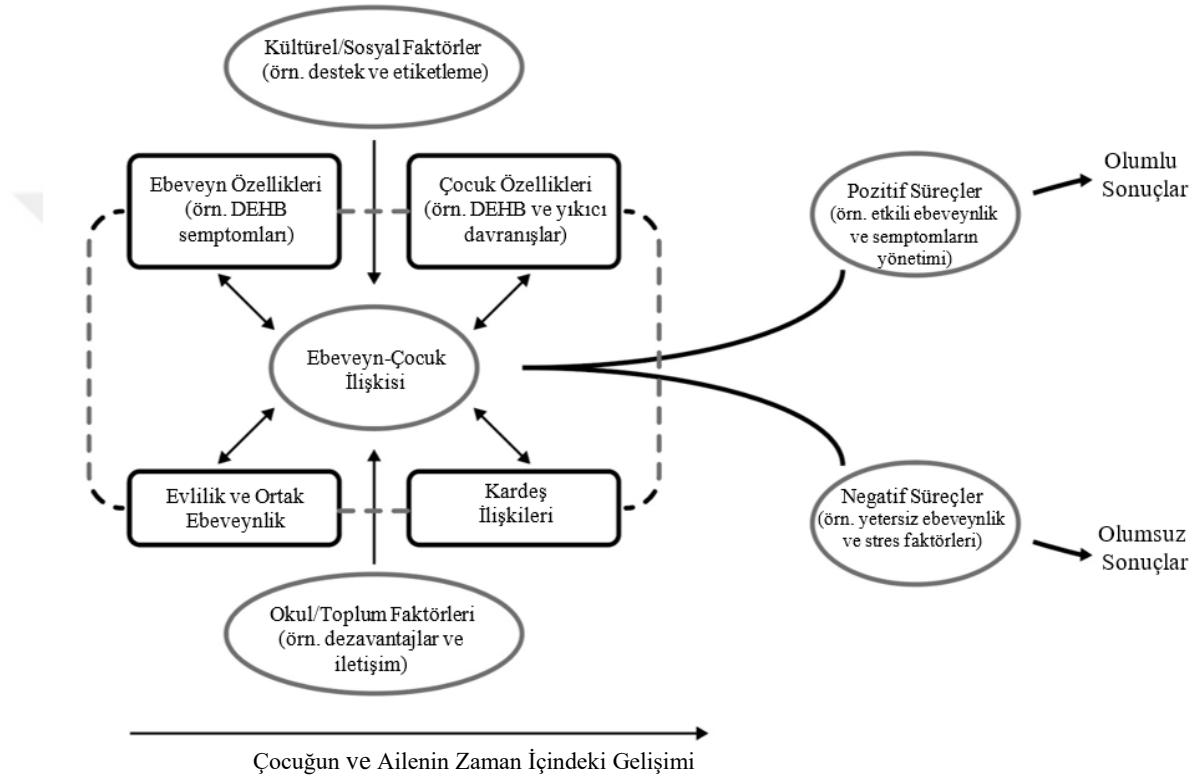 Kültürel/Sosyal Faktörler
(örn. destek ve etiketleme)
Ebeveyn Özellikleri
(örn. DEHB
semptomları)
Çocuk Özellikleri
(örn. DEHB ve yıkıcı
davranışlar)
Ebeveyn-Çocuk
İlişkisi
Evlilik ve Ortak
Ebeveynlik
Kardeş
İlişkileri
Okul/Toplum Faktörleri
(örn. dezavantajlar ve
iletişim)
Pozitif Süreçler
(örn. etkili ebeveynlik
ve semptomların
yönetimi)
Olumlu
Sonuçlar
Negatif Süreçler
(örn. yetersiz ebeveynlik
ve stres faktörleri)
Olumsuz
Sonuçlar
Çocuğun ve Ailenin Zaman İçindeki Gelişimi